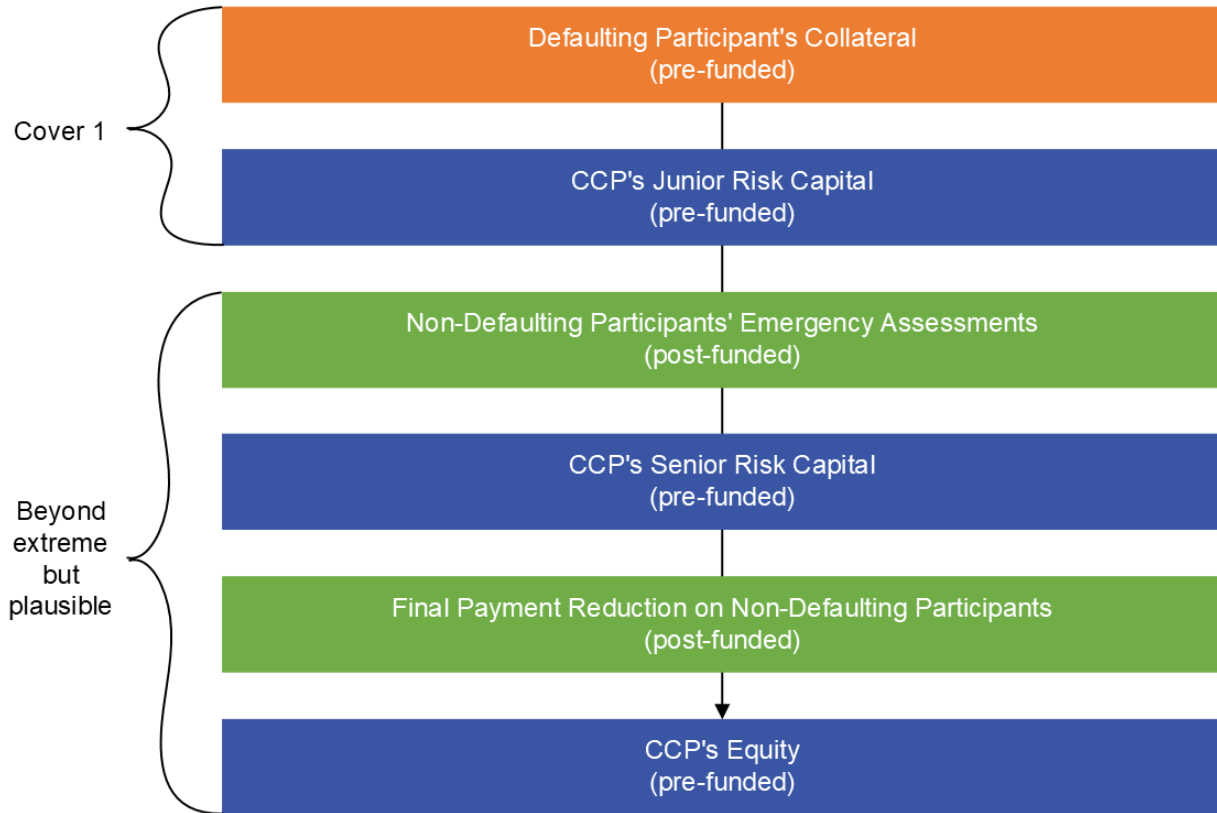 Defaulting Participant's Collateral
(pre-funded)
Cover 1
CCP's Junior Risk Capital
(pre-funded)
Non-Defaulting Participants' Emergency Assessments
(post-funded)
CCP's Senior Risk Capital
(pre-funded)
Beyond
extreme
but
plausible
Final Payment Reduction on Non-Defaulting Participants
(post-funded)
CCP's Equity
(pre-funded)